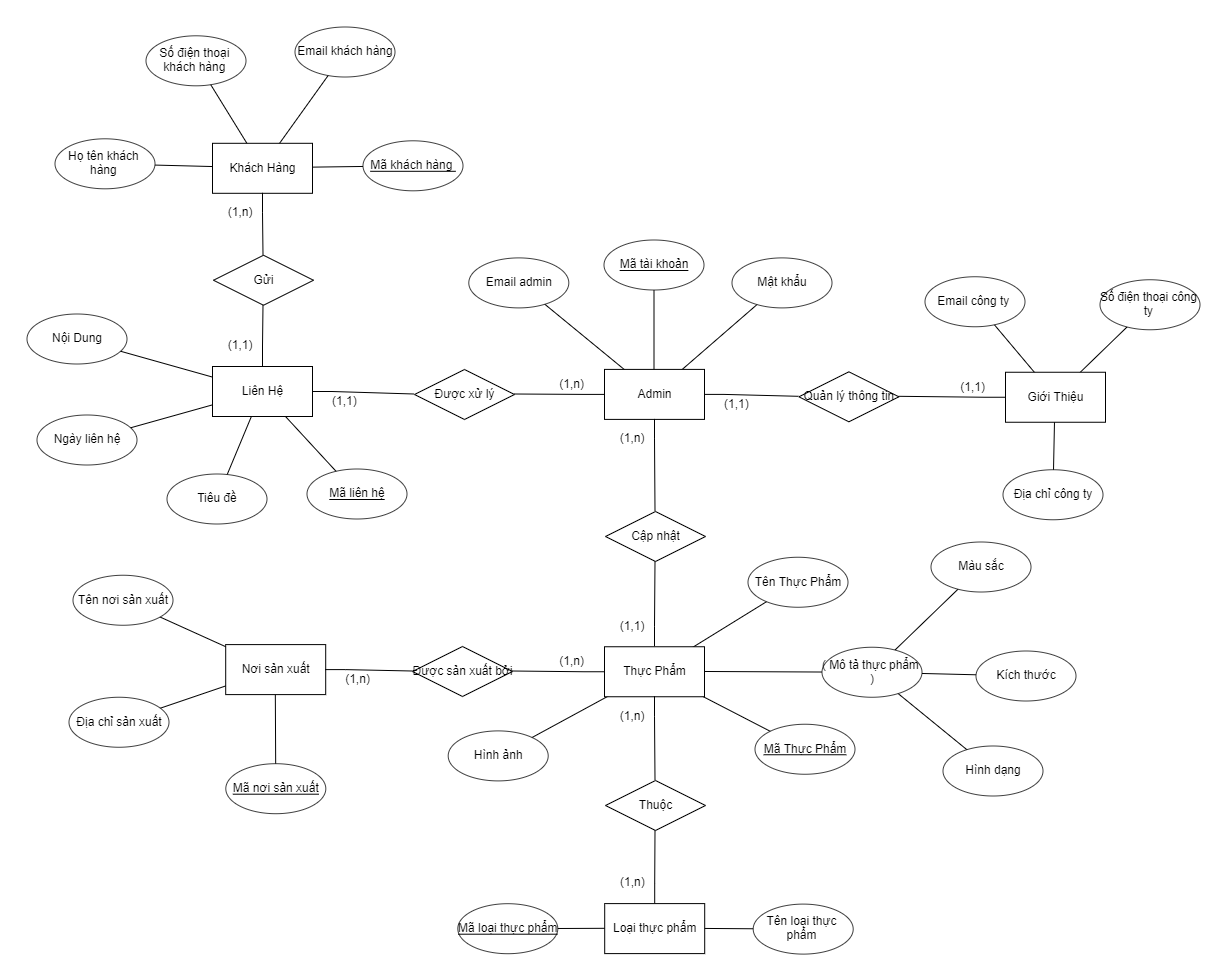 Số điện thoại
khách hàng
Email khách hàng
Họ tên khách
hàng
Khách Hàng
Mã khách hàng
(1,n)
Gửi
(1,1)
Nội Dung
Liên Hệ
Ngày liên hệ
Tiêu đề
Mã liên hệ
(1,1)
Được xử lý
(1,n)
Email admin
Mã tài khoản
Mật khẩu
Admin
(1,1)
Quản lý thông tin
(1,1)
Email công ty
Số điện thoại công
ty
Giới Thiệu
Địa chỉ công ty
(1,n)
Cập nhật
(1,1)
Tên nơi sản xuất
Nơi sản xuất
Địa chỉ sản xuất
Mã nơi sản xuất
(1,n)
Được sản xuất bởi
(1,n)
Tên Thực Phẩm
Thực Phẩm
Hình ảnh
Mã Thực Phẩm
( Mô tả thực phẩm
)
Màu sắc
Kích thước
Hình dạng
(1,n)
Thuộc
(1,n)
Mã loại thực phẩm
Loại thực phẩm
Tên loại thực
phẩm